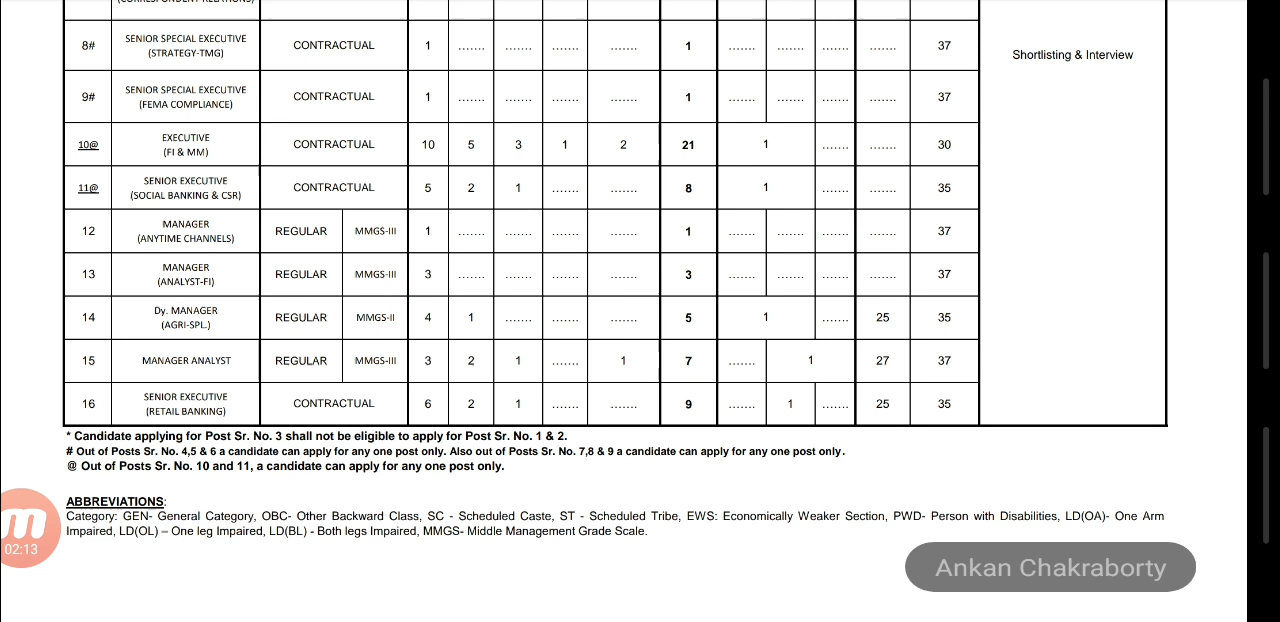 (CORRESPONDENT RELATIONS)
8# SENIOR SPECIAL EXECUTIVE (STRATEGY-TMG) CONTRACTUAL 1 ....... ....... ....... ....... 1 ....... ....... ....... ....... 37 Shortlisting & Interview
9# SENIOR SPECIAL EXECUTIVE (FEMA COMPLIANCE) CONTRACTUAL 1 ....... ....... ....... ....... 1 ....... ....... ....... ....... 37
10@ EXECUTIVE (FI & MM) CONTRACTUAL 10 5 3 1 2 21 1 ....... ....... 30
11@ SENIOR EXECUTIVE (SOCIAL BANKING & CSR) CONTRACTUAL 5 2 1 ....... ....... 8 1 ....... ....... 35
12 MANAGER (ANYTIME CHANNELS) REGULAR MMGS-III 1 ....... ....... ....... ....... 1 ....... ....... ....... ....... 37
13 MANAGER (ANALYST-FI) REGULAR MMGS-III 3 ....... ....... ....... ....... 3 ....... ....... ....... ....... 37
14 Dy. MANAGER (AGRI-SPL.) REGULAR MMGS-II 4 1 ....... ....... ....... 5 1 ....... 25 35
15 MANAGER ANALYST REGULAR MMGS-III 3 2 1 ....... 1 7 ....... 1 27 37
16 SENIOR EXECUTIVE (RETAIL BANKING) CONTRACTUAL 6 2 1 ....... ....... 9 ....... 1 ....... 25 35
* Candidate applying for Post Sr. No. 3 shall not be eligible to apply for Post Sr. No. 1 & 2.
# Out of Posts Sr. No. 4,5 & 6 a candidate can apply for any one post only. Also out of Posts Sr. No. 7,8 & 9 a candidate can apply for any one post only.
@ Out of Posts Sr. No. 10 and 11, a candidate can apply for any one post only.
ABBREVIATIONS:
Category: GEN- General Category, OBC- Other Backward Class, SC - Scheduled Caste, ST - Scheduled Tribe, EWS: Economically Weaker Section, PWD- Person with Disabilities, LD(OA)- One Arm
Impaired, LD(OL) – One leg Impaired, LD(BL) - Both legs Impaired, MMGS- Middle Management Grade Scale.
m
02:13
Ankan Chakraborty